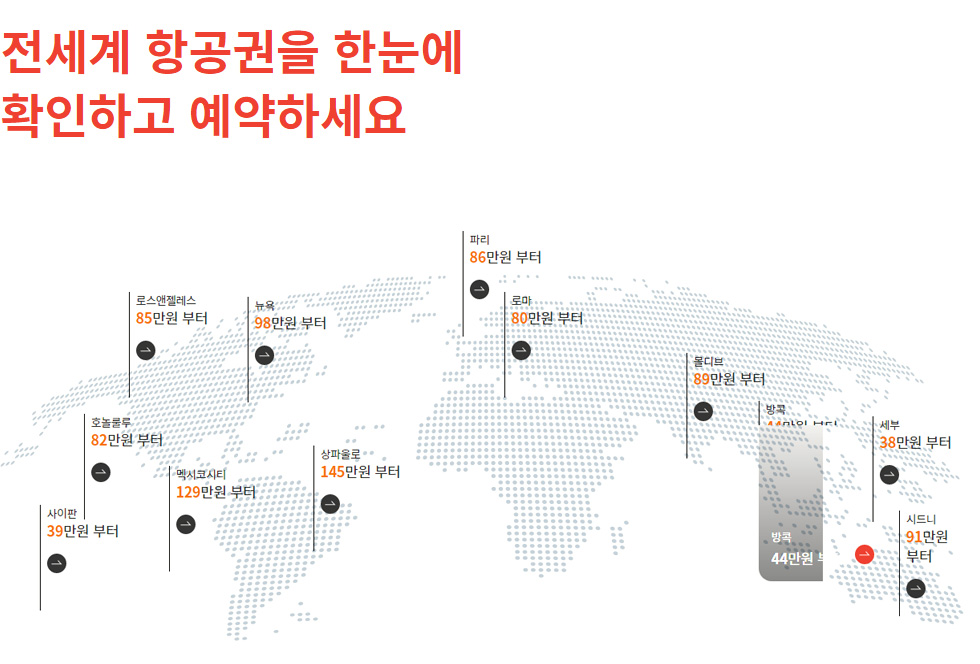 전세계 항공권을 한눈에
확인하고 예약하세요
파리
86만원 부터
로스앤젤레스
85만원 부터
뉴욕
98만원 부터
로마
80만원 부터
몰디브
89만원 부터
방콕
44만원 부터
호놀룰루
82만원 부터
세부
38만원 부터
상파울로
145만원 부터
멕시코시티
129만원 부터
사이판
39만원 부터
시드니
91만원
부터
방콕
44만원